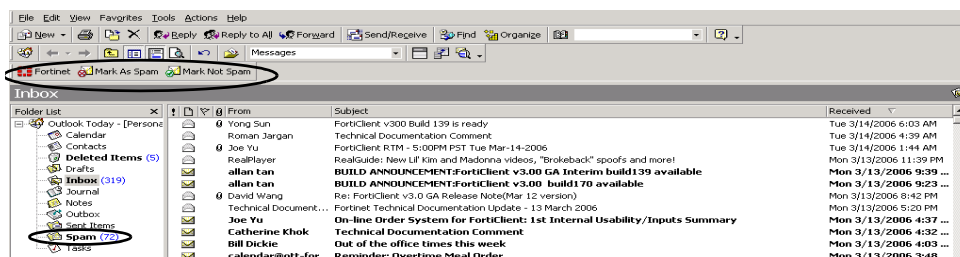 File Edit View Favorites Tools Actions Help
New Reply Reply to All Forward Send/Receive Find Organize
Messages
Fortinet Mark As Spam Mark Not Spam
Inbox
Folder List From Subject Received
Outlook Today - [Persona Yong Sun FortiClient v300 Build 139 is ready Tue 3/14/2006 6:03 AM
Calendar Roman Jargan Technical Documentation Comment Tue 3/14/2006 4:39 AM
Contacts Joe Yu FortiClient RTM - 5:00PM PST Tue Mar-14-2006 Tue 3/14/2006 1:44 AM
Deleted Items (5) RealPlayer RealGuide: New Lil' Kim and Madonna videos, "Brokeback" spoofs and more! Mon 3/13/2006 11:39 PM
Drafts allan tan BUILD ANNOUNCEMENT:FortiClient v3.00 GA Interim build139 available Mon 3/13/2006 9:39 ...
Inbox (319) allan tan BUILD ANNOUNCEMENT:FortiClient v3.00 build170 available Mon 3/13/2006 9:23 ...
Journal David Wang Re: FortiClient v3.0 GA Release Note(Mar 12 version) Mon 3/13/2006 8:42 PM
Notes Technical Document... Fortinet Technical Documentation Update - 13 March 2006 Mon 3/13/2006 5:20 PM
Outbox Joe Yu On-line Order System for FortiClient: 1st Internal Usability/Inputs Summary Mon 3/13/2006 4:37 ...
Sent Items Catherine Khok Technical Documentation Comment Mon 3/13/2006 4:32 ...
Spam (72) Bill Dickie Out of the office times this week Mon 3/13/2006 4:03 ...
Tasks calendar@ott-for Reminder: Overtime Meal Order Mon 3/13/2006 3:48